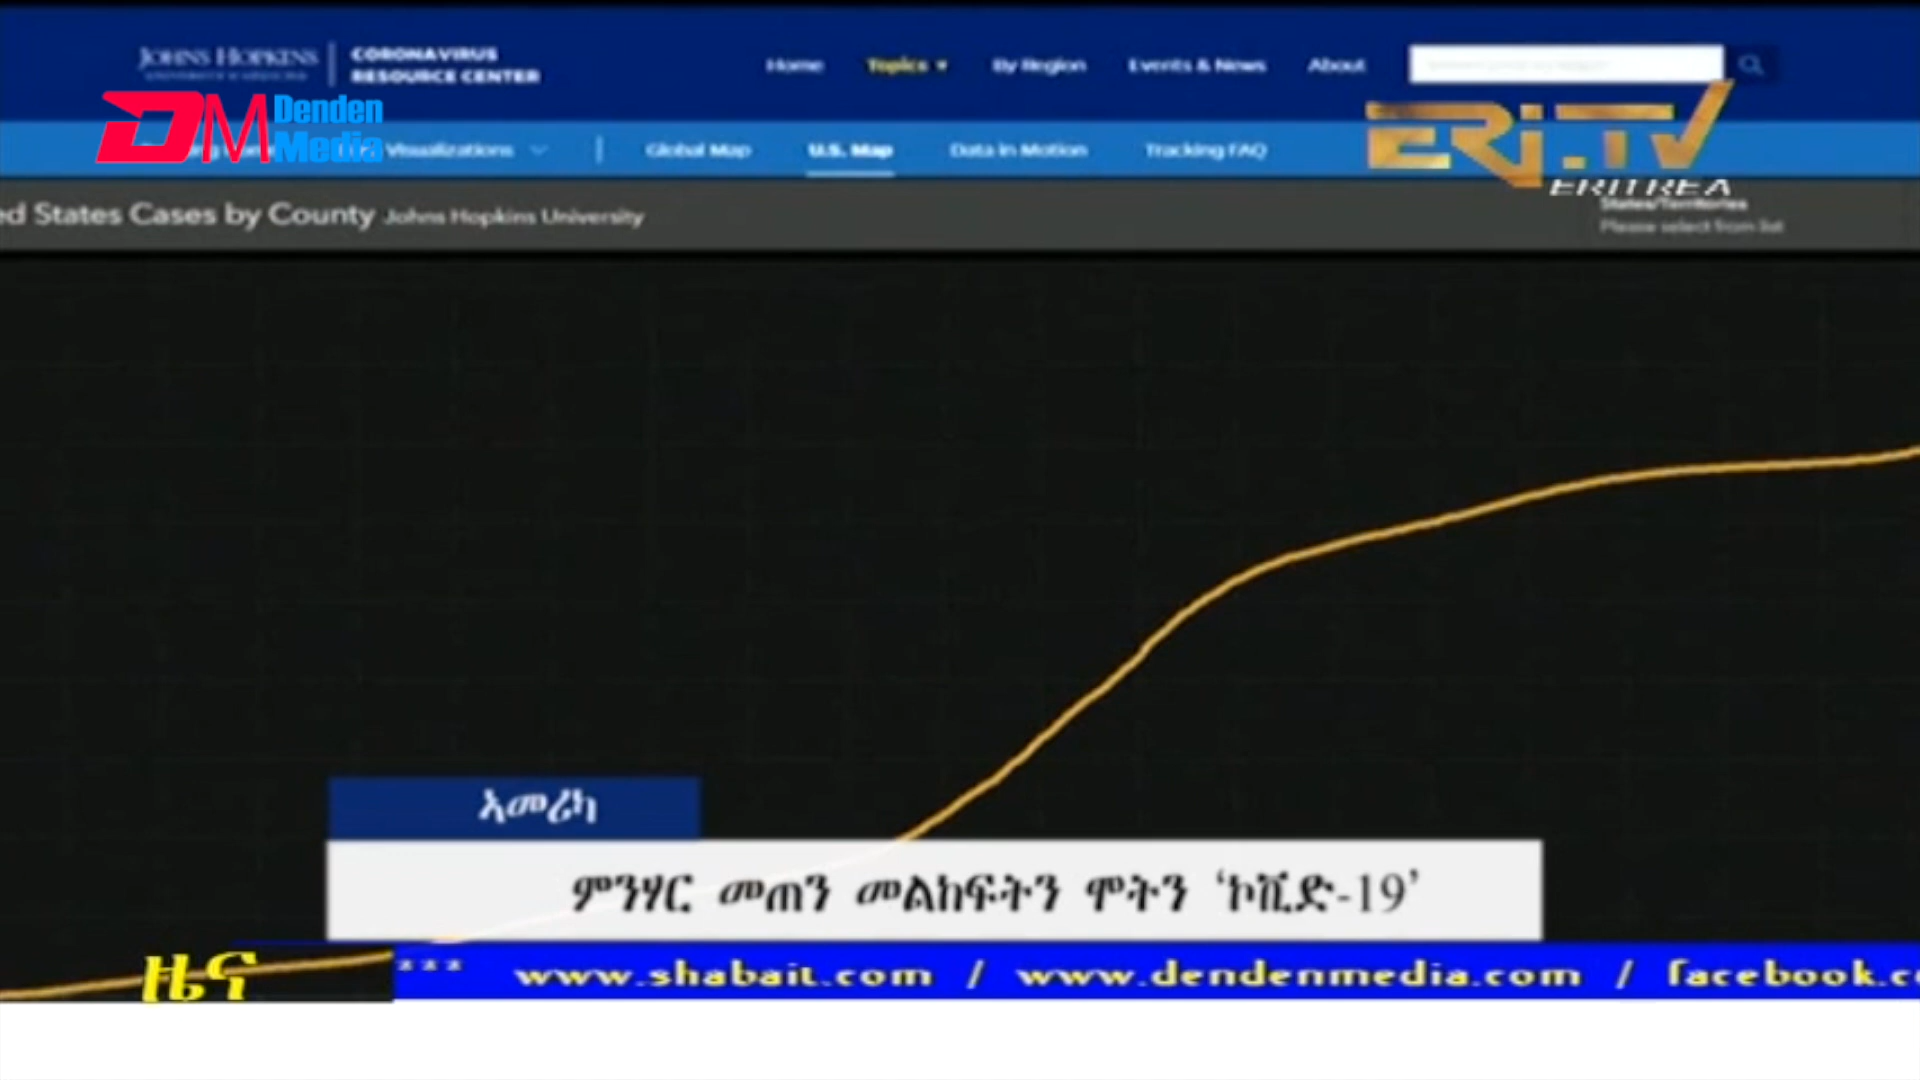 JOHNS HOPKINS
CORONAVIRUS
RESOURCE CENTER
Home Topics By Region Events & News About
DM Denden
Media
ERi.TV
ERITREA
Visualizations Global Map U.S. Map Data in Motion Tracking FAQ
ed States Cases by County Johns Hopkins University
States/Territories
Please select from list
ኣመሪካ
ምንሃር መጠን መልከፍትን ሞትን ‘ኮቪድ-19’
ዜና
*** www.shabait.com / www.dendenmedia.com / facebook.c